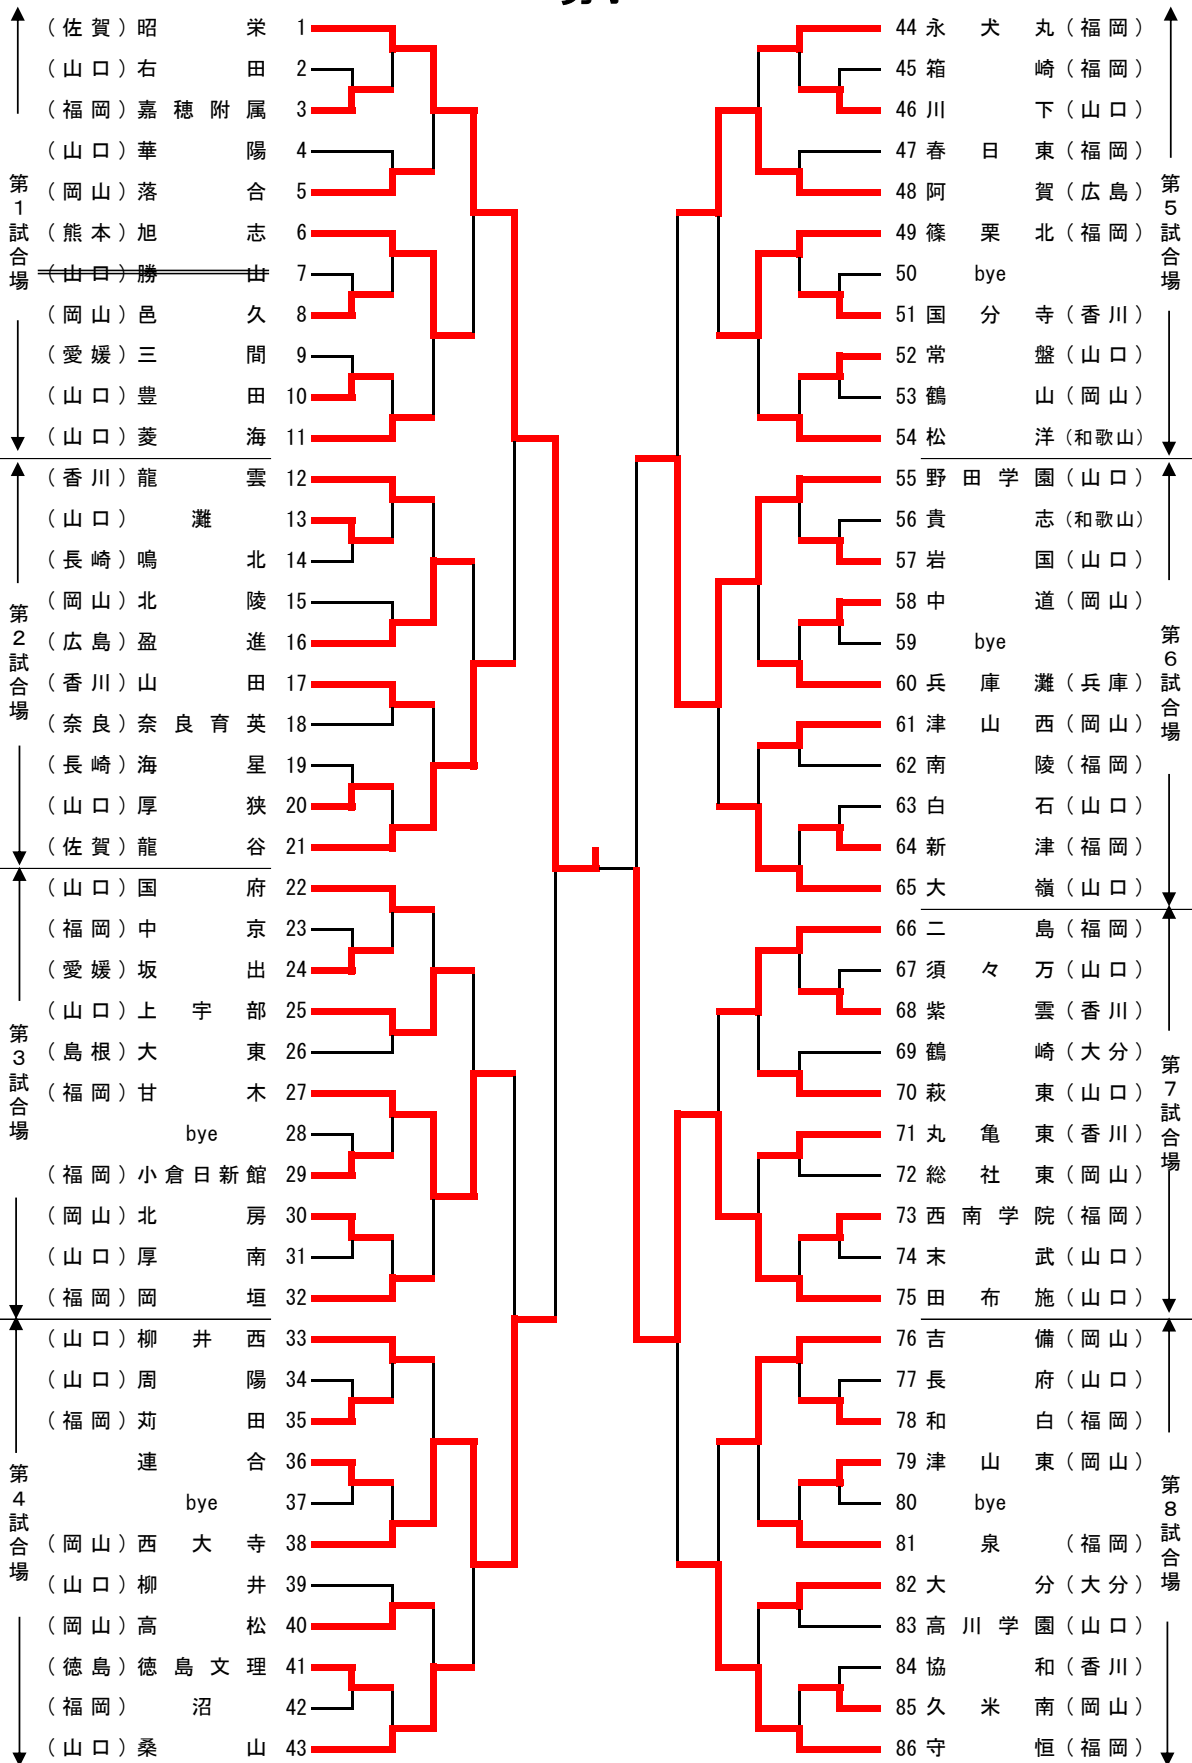 (佐賀) 昭栄 1
(山口) 右田 2
(福岡) 嘉穂附属 3
(山口) 華陽 4
(岡山) 落合 5
(熊本) 旭志 6
(山口) 勝山 7
(岡山) 邑久 8
(愛媛) 三間 9
(山口) 豊田 10
(山口) 菱海 11
第1試合場
(香川) 龍雲 12
(山口) 灘 13
(長崎) 鳴北 14
(岡山) 北陵 15
(広島) 盈進 16
(香川) 山田 17
(奈良) 奈良育英 18
(長崎) 海星 19
(山口) 厚狭 20
(佐賀) 龍谷 21
第2試合場
(山口) 国府 22
(福岡) 中京 23
(愛媛) 坂出 24
(山口) 上宇部 25
(島根) 大東 26
(福岡) 甘木 27
bye 28
(福岡) 小倉日新館 29
(岡山) 北房 30
(山口) 厚南 31
(福岡) 岡垣 32
第3試合場
(山口) 柳井西 33
(山口) 周陽 34
(福岡) 苅田 35
連合 36
bye 37
(岡山) 西大寺 38
(山口) 柳井 39
(岡山) 高松 40
(徳島) 徳島文理 41
(福岡) 沼 42
(山口) 桑山 43
第4試合場
44 永犬丸 (福岡)
45 箱崎 (福岡)
46 川下 (山口)
47 春日東 (福岡)
48 阿賀 (広島)
49 篠栗北 (福岡)
50 bye
51 国分寺 (香川)
52 常盤 (山口)
53 鶴山 (岡山)
54 松洋 (和歌山)
第5試合場
55 野田学園 (山口)
56 貴志 (和歌山)
57 岩国 (山口)
58 中道 (岡山)
59 bye
60 兵庫灘 (兵庫)
61 津山西 (岡山)
62 南陵 (福岡)
63 白石 (山口)
64 新津 (福岡)
65 大嶺 (山口)
第6試合場
66 二島 (福岡)
67 須々万 (山口)
68 紫雲 (香川)
69 鶴崎 (大分)
70 萩東 (山口)
71 丸亀東 (香川)
72 総社東 (岡山)
73 西南学院 (福岡)
74 末武 (山口)
75 田布施 (山口)
第7試合場
76 吉備 (岡山)
77 長府 (山口)
78 和白 (福岡)
79 津山東 (岡山)
80 bye
81 泉 (福岡)
82 大分 (大分)
83 高川学園 (山口)
84 協和 (香川)
85 久米南 (岡山)
86 守恒 (福岡)
第8試合場